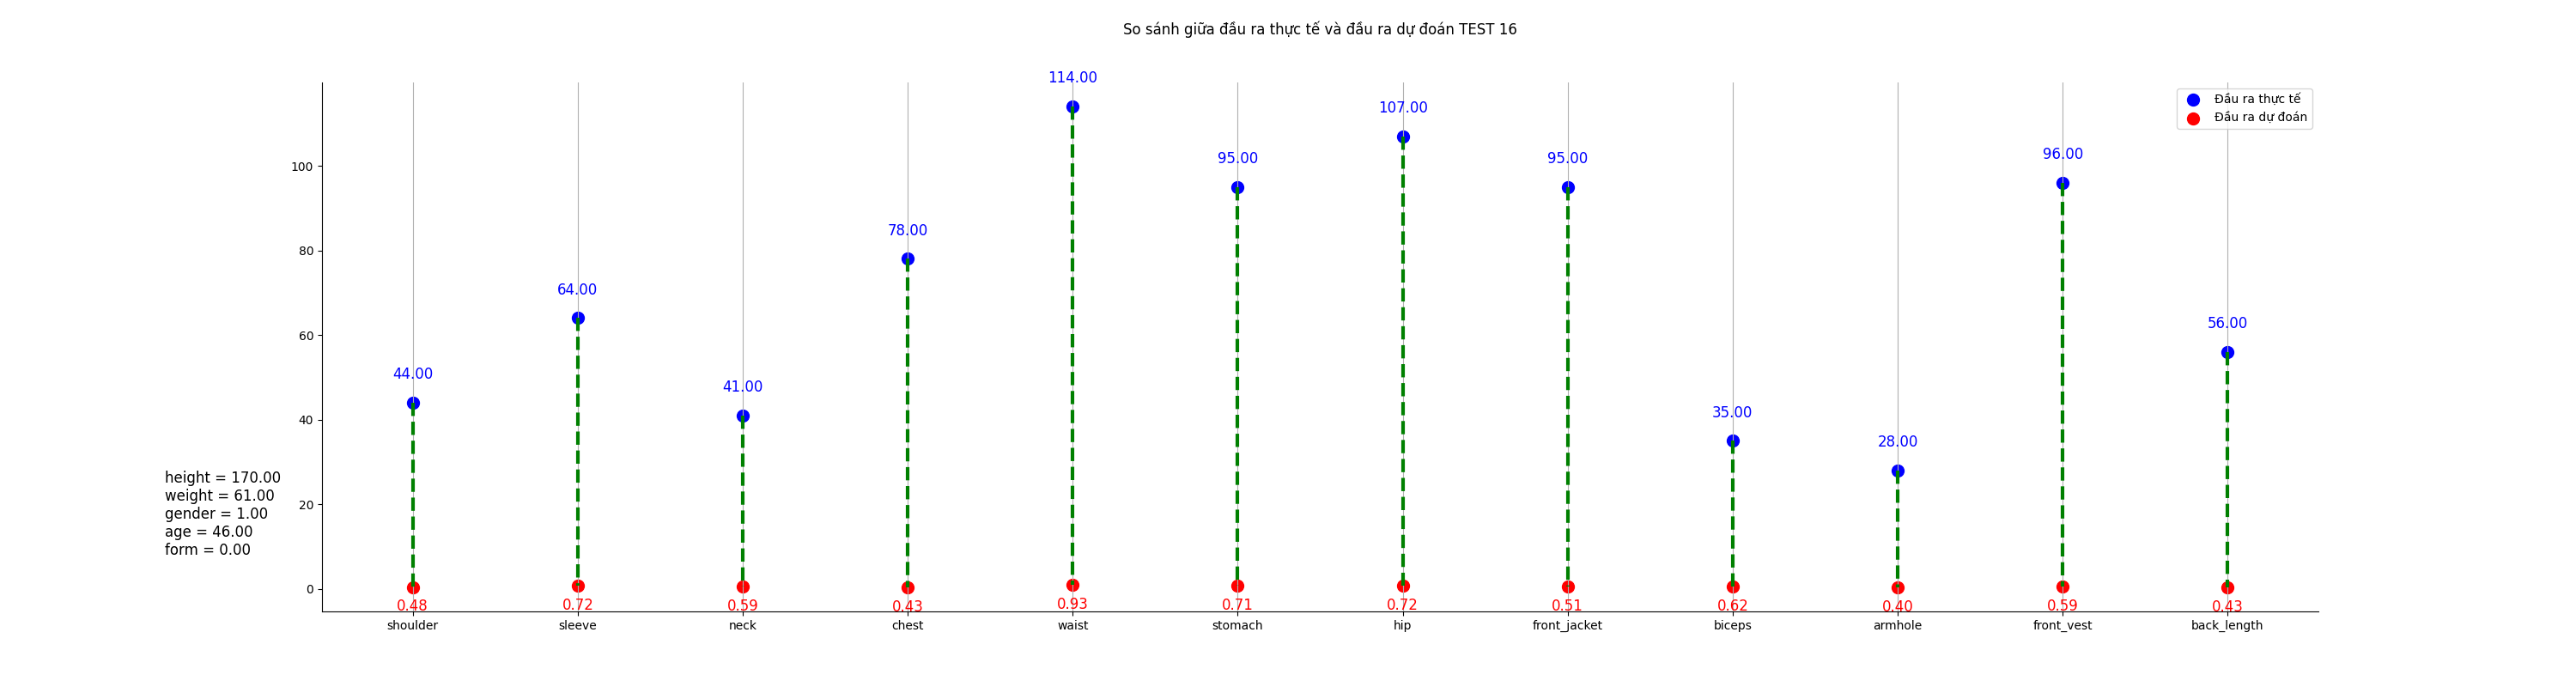 So sánh giữa đầu ra thực tế và đầu ra dự đoán TEST 16
Đầu ra thực tế
Đầu ra dự đoán
114.00
107.00
95.00
95.00
96.00
78.00
64.00
56.00
44.00
41.00
35.00
28.00
100
80
60
40
20
0
height = 170.00
weight = 61.00
gender = 1.00
age = 46.00
form = 0.00
0.48 0.72 0.59 0.43 0.93 0.71 0.72 0.51 0.62 0.40 0.59 0.43
shoulder sleeve neck chest waist stomach hip front_jacket biceps armhole front_vest back_length